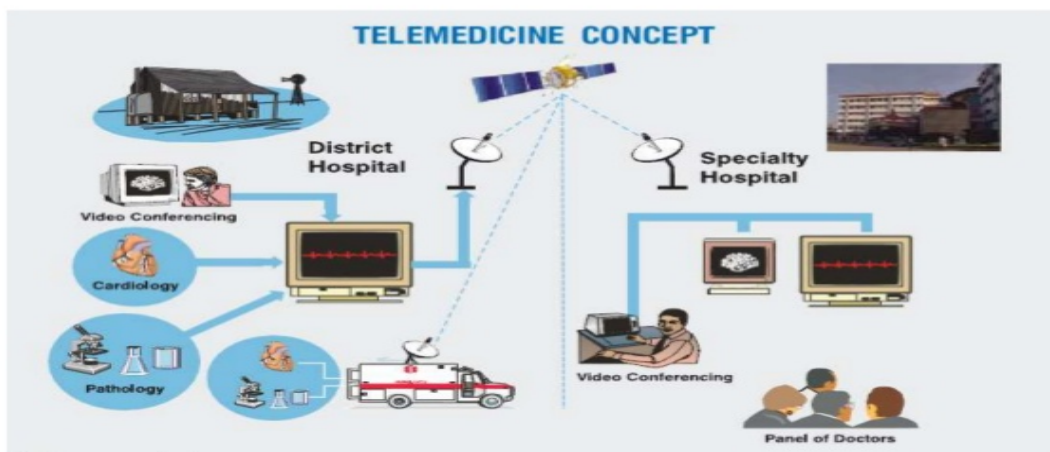 TELEMEDICINE CONCEPT
District
Hospital
Specialty
Hospital
Video Conferencing
Cardiology
Pathology
Video Conferencing
Panel of Doctors